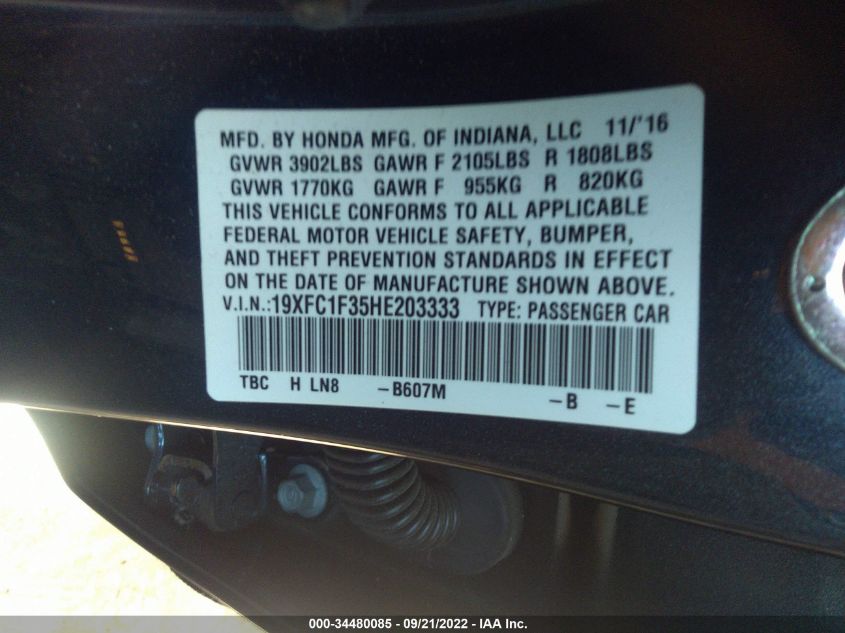 MFD. BY HONDA MFG. OF INDIANA, LLC 11/'16
GVWR 3902LBS GAWR F 2105LBS R 1808LBS
GVWR 1770KG GAWR F 955KG R 820KG
THIS VEHICLE CONFORMS TO ALL APPLICABLE
FEDERAL MOTOR VEHICLE SAFETY, BUMPER,
AND THEFT PREVENTION STANDARDS IN EFFECT
ON THE DATE OF MANUFACTURE SHOWN ABOVE.
V.I.N.:19XFC1F35HE203333 TYPE: PASSENGER CAR
TBC H LN8 -B607M -B -E
000-34480085 - 09/21/2022 - IAA Inc.